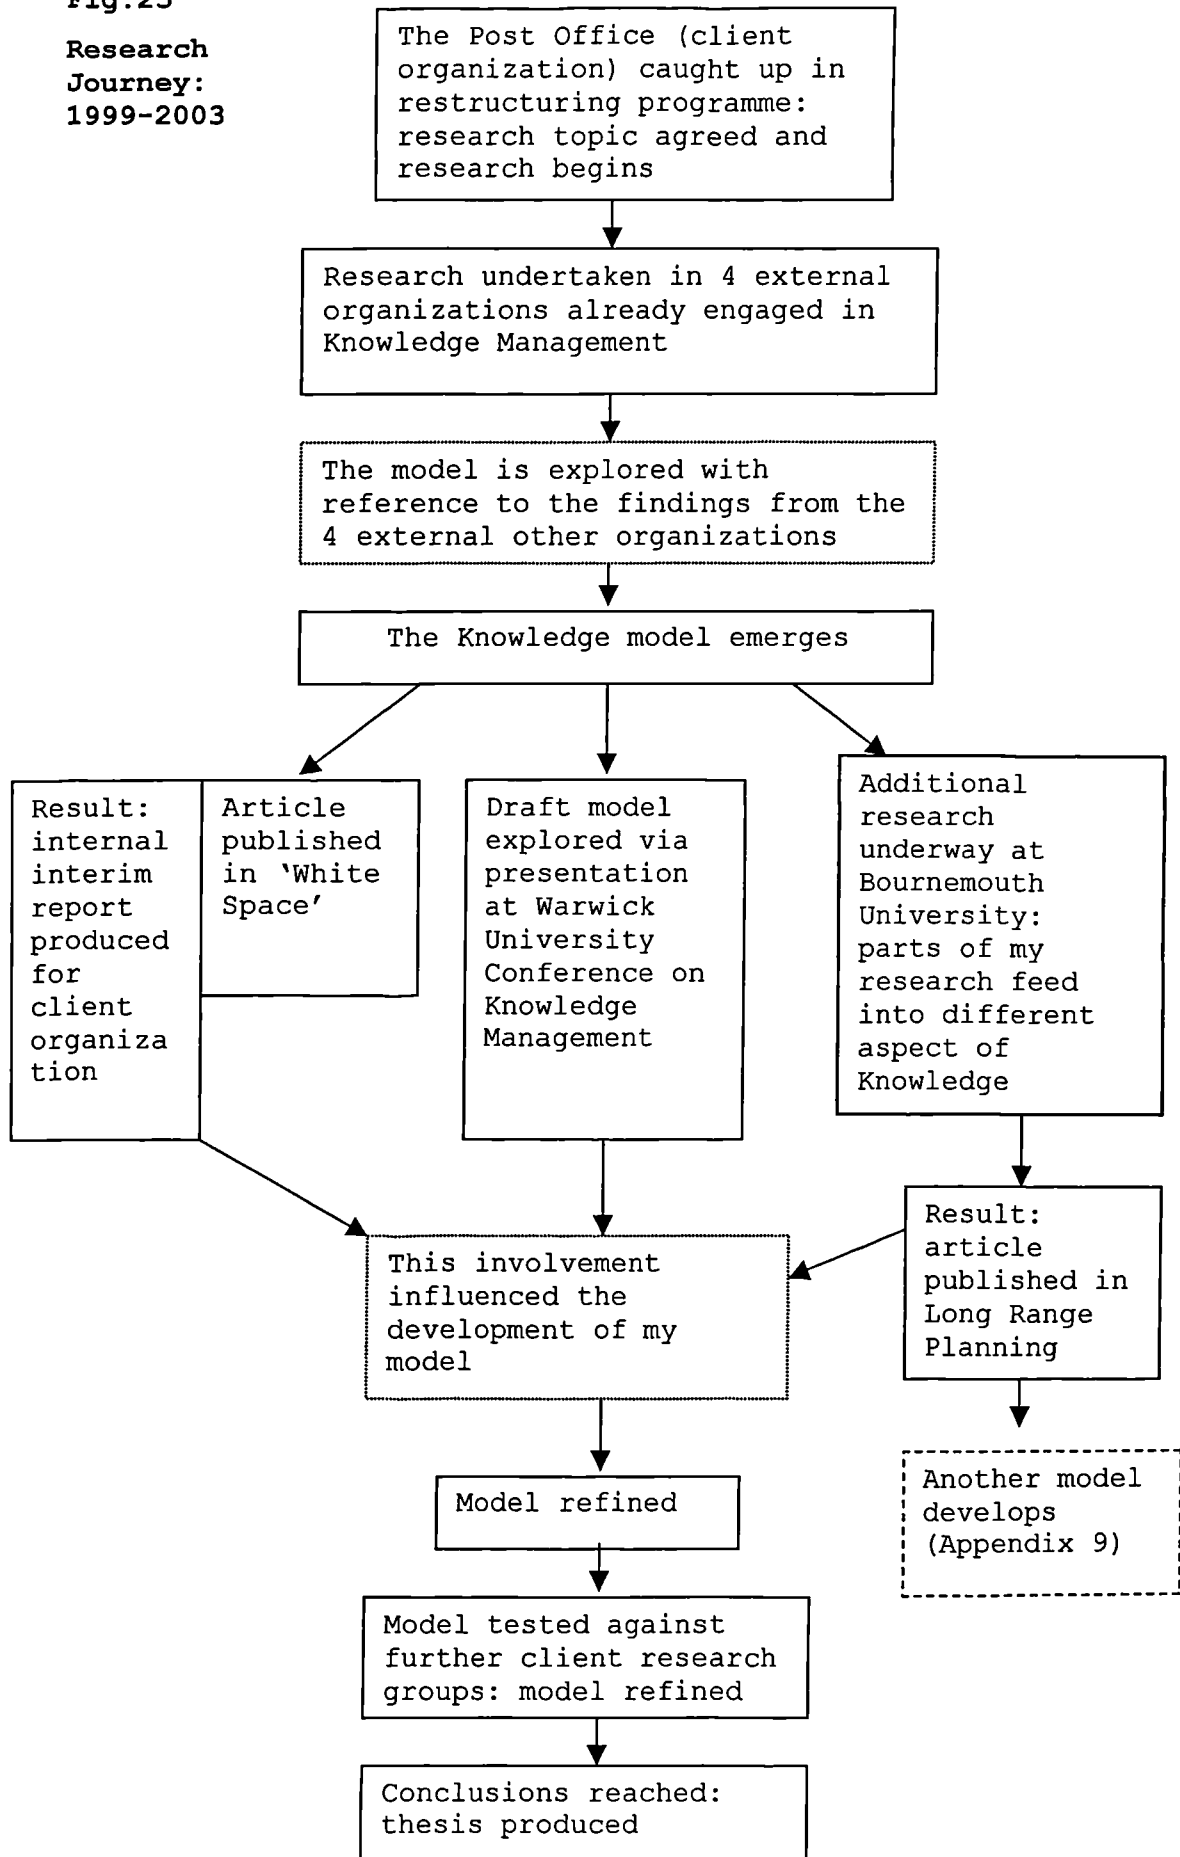 Fig.25
Research
Journey:
1999-2003
The Post Office (client
organization) caught up in
restructuring programme:
research topic agreed and
research begins
Research undertaken in 4 external
organizations already engaged in
Knowledge Management
The model is explored with
reference to the findings from the
4 external other organizations
The Knowledge model emerges
Result:
internal
interim
report
produced
for
client
organiza
tion
Article
published
in 'White
Space'
Draft model
explored via
presentation
at Warwick
University
Conference on
Knowledge
Management
Additional
research
underway at
Bournemouth
University:
parts of my
research feed
into different
aspect of
Knowledge
This involvement
influenced the
development of my
model
Result:
article
published in
Long Range
Planning
Another model
develops
(Appendix 9)
Model refined
Model tested against
further client research
groups: model refined
Conclusions reached:
thesis produced